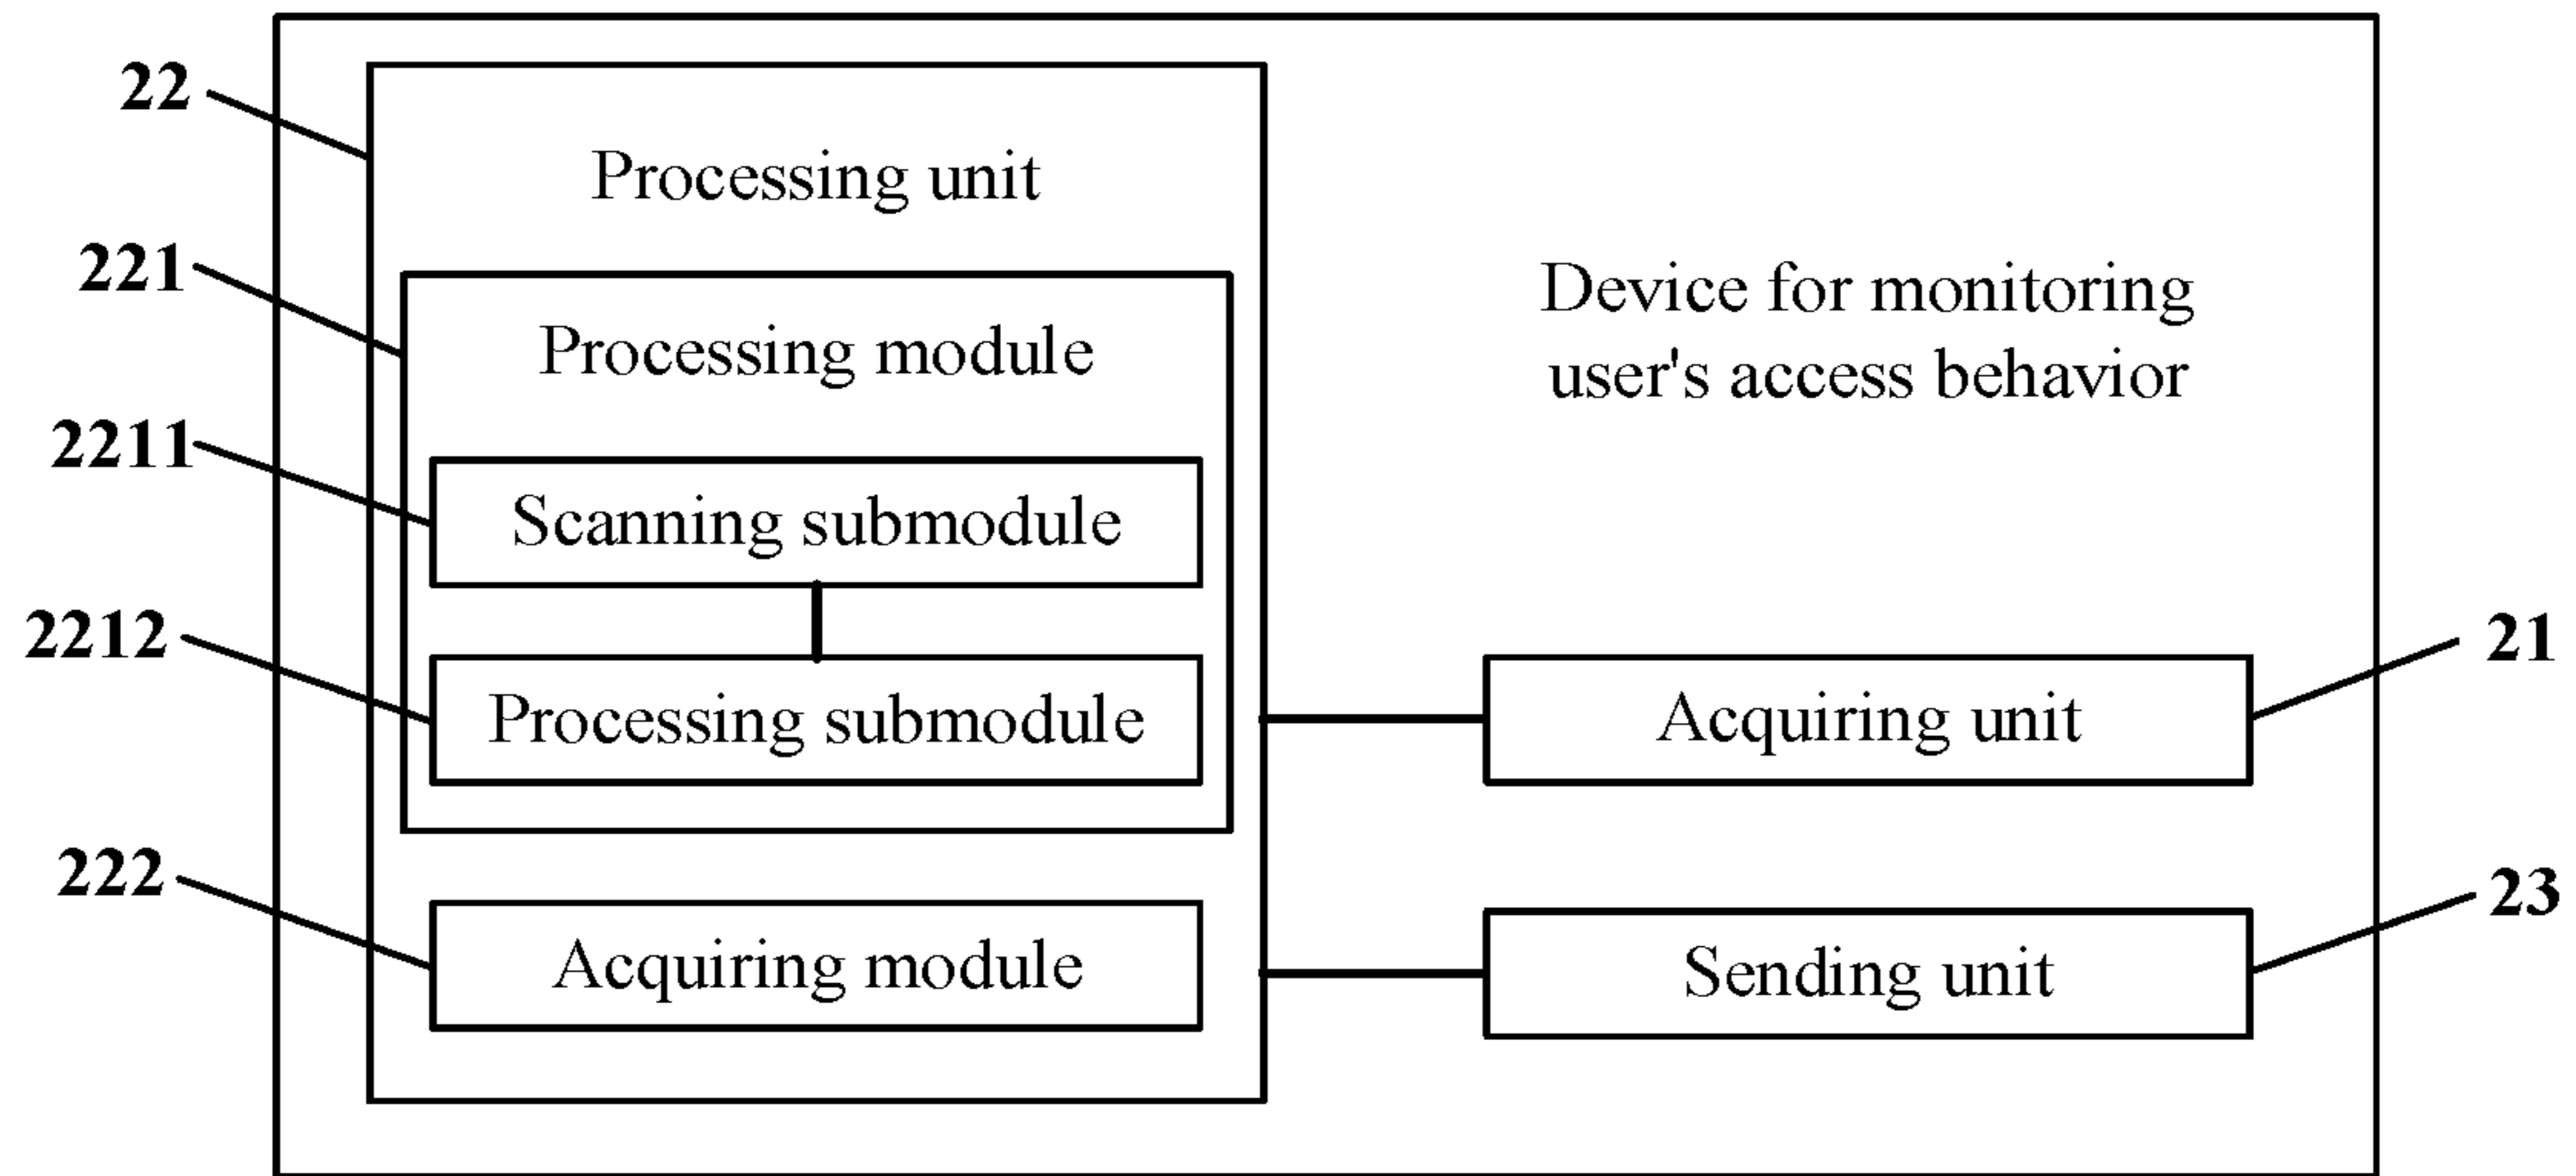 22
Processing unit
221
Processing module
Device for monitoring
user's access behavior
2211
Scanning submodule
2212
Processing submodule
Acquiring unit
21
222
Acquiring module
Sending unit
23